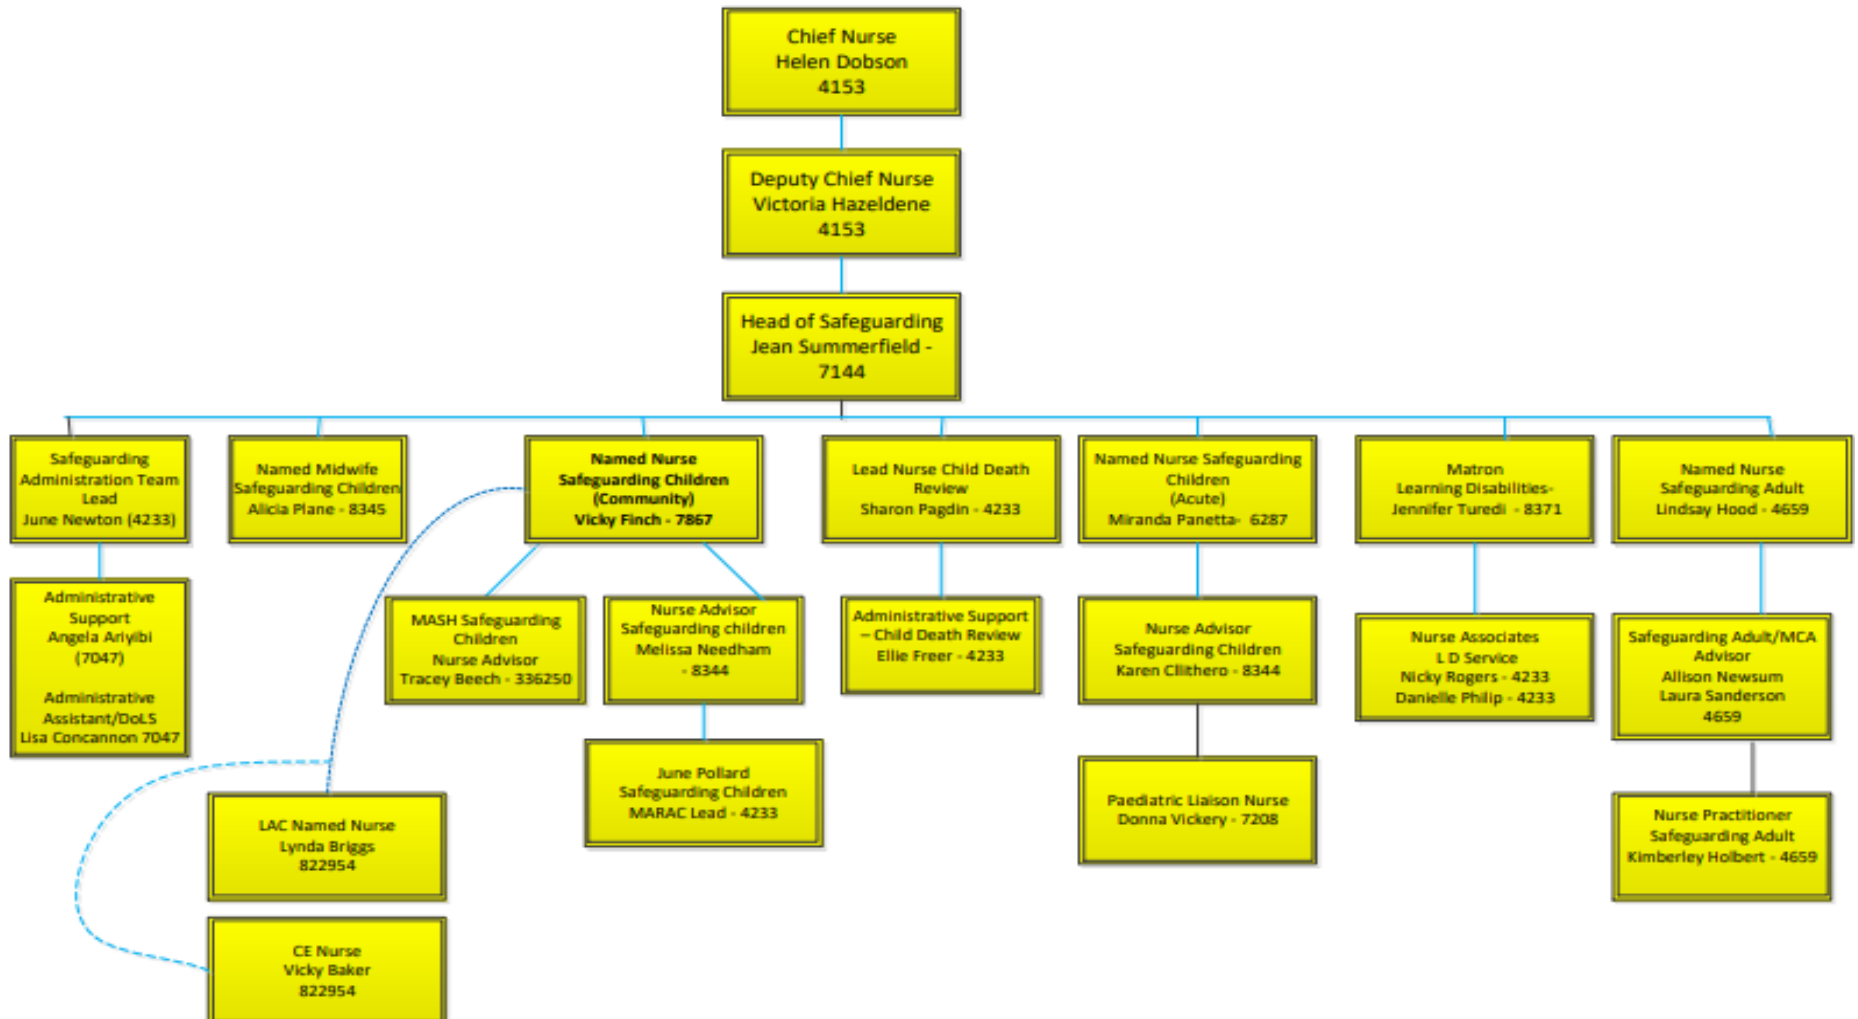 Chief Nurse
Helen Dobson
4153
Deputy Chief Nurse
Victoria Hazeldene
4153
Head of Safeguarding
Jean Summerfield -
7144
Safeguarding
Administration Team
Lead
June Newton (4233)
Named Midwife
Safeguarding Children
Alicia Plane - 8345
Named Nurse
Safeguarding Children
(Community)
Vicky Finch - 7867
Lead Nurse Child Death
Review
Sharon Pagdin - 4233
Named Nurse Safeguarding
Children
(Acute)
Miranda Panetta- 6287
Matron
Learning Disabilities-
Jennifer Turedi - 8371
Named Nurse
Safeguarding Adult
Lindsay Hood - 4659
Administrative
Support
Angela Ariyibi
(7047)
Administrative
Assistant/DoLS
Lisa Concannon 7047
MASH Safeguarding
Children
Nurse Advisor
Tracey Beech - 336250
Nurse Advisor
Safeguarding children
Melissa Needham
- 8344
Administrative Support
– Child Death Review
Ellie Freer - 4233
Nurse Advisor
Safeguarding Children
Karen Cllithero - 8344
Nurse Associates
L D Service
Nicky Rogers - 4233
Danielle Philip - 4233
Safeguarding Adult/MCA
Advisor
Allison Newsum
Laura Sanderson
4659
June Pollard
Safeguarding Children
MARAC Lead - 4233
Paediatric Liaison Nurse
Donna Vickery - 7208
Nurse Practitioner
Safeguarding Adult
Kimberley Holbert - 4659
LAC Named Nurse
Lynda Briggs
822954
CE Nurse
Vicky Baker
822954